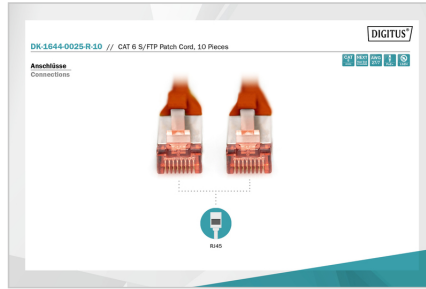 DIGITUS®
DK-1644-0025-R-10 // CAT 6 S/FTP Patch Cord, 10 Pieces
Anschlüsse
Connections
RJ45